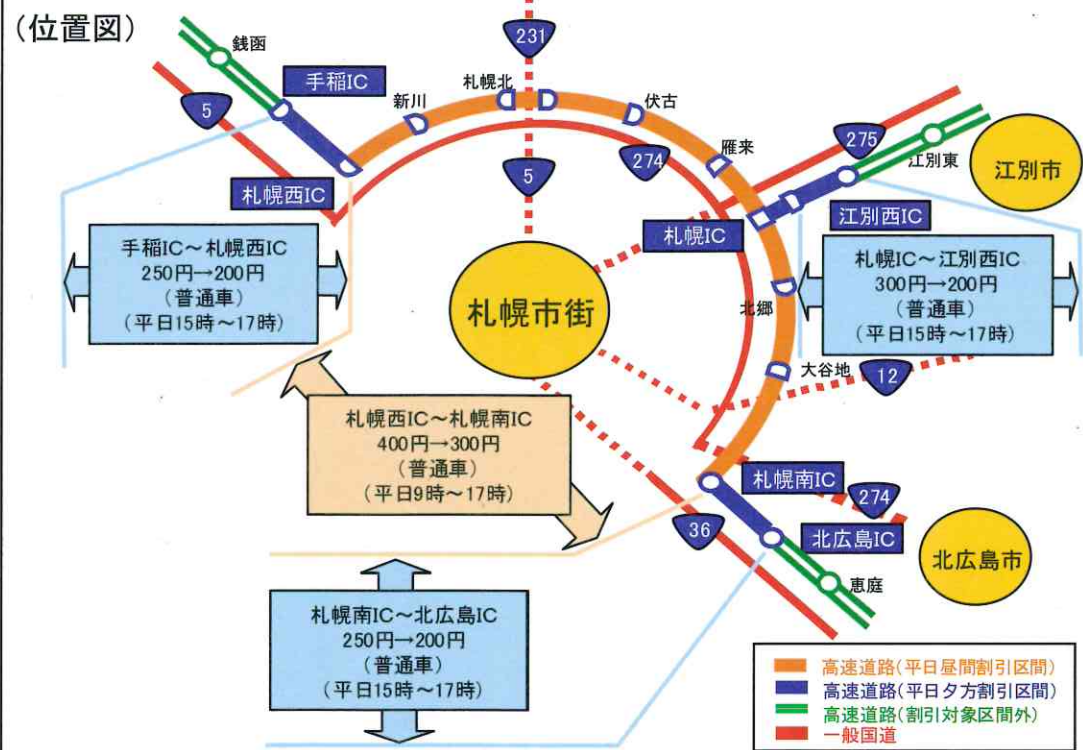 (位置図)
銭函
231
手稲IC
札幌北
5
新川
伏古
雁来
274
5
275
江別東
江別市
札幌西IC
札幌IC
江別西IC
手稲IC～札幌西IC
250円→200円
(普通車)
(平日15時～17時)
札幌市街
札幌IC～江別西IC
300円→200円
(普通車)
(平日15時～17時)
北郷
大谷地
12
札幌西IC～札幌南IC
400円→300円
(普通車)
(平日9時～17時)
札幌南IC
274
36
北広島IC
北広島市
恵庭
札幌南IC～北広島IC
250円→200円
(普通車)
(平日15時～17時)
高速道路(平日昼間割引区間)
高速道路(平日夕方割引区間)
高速道路(割引対象区間外)
一般国道